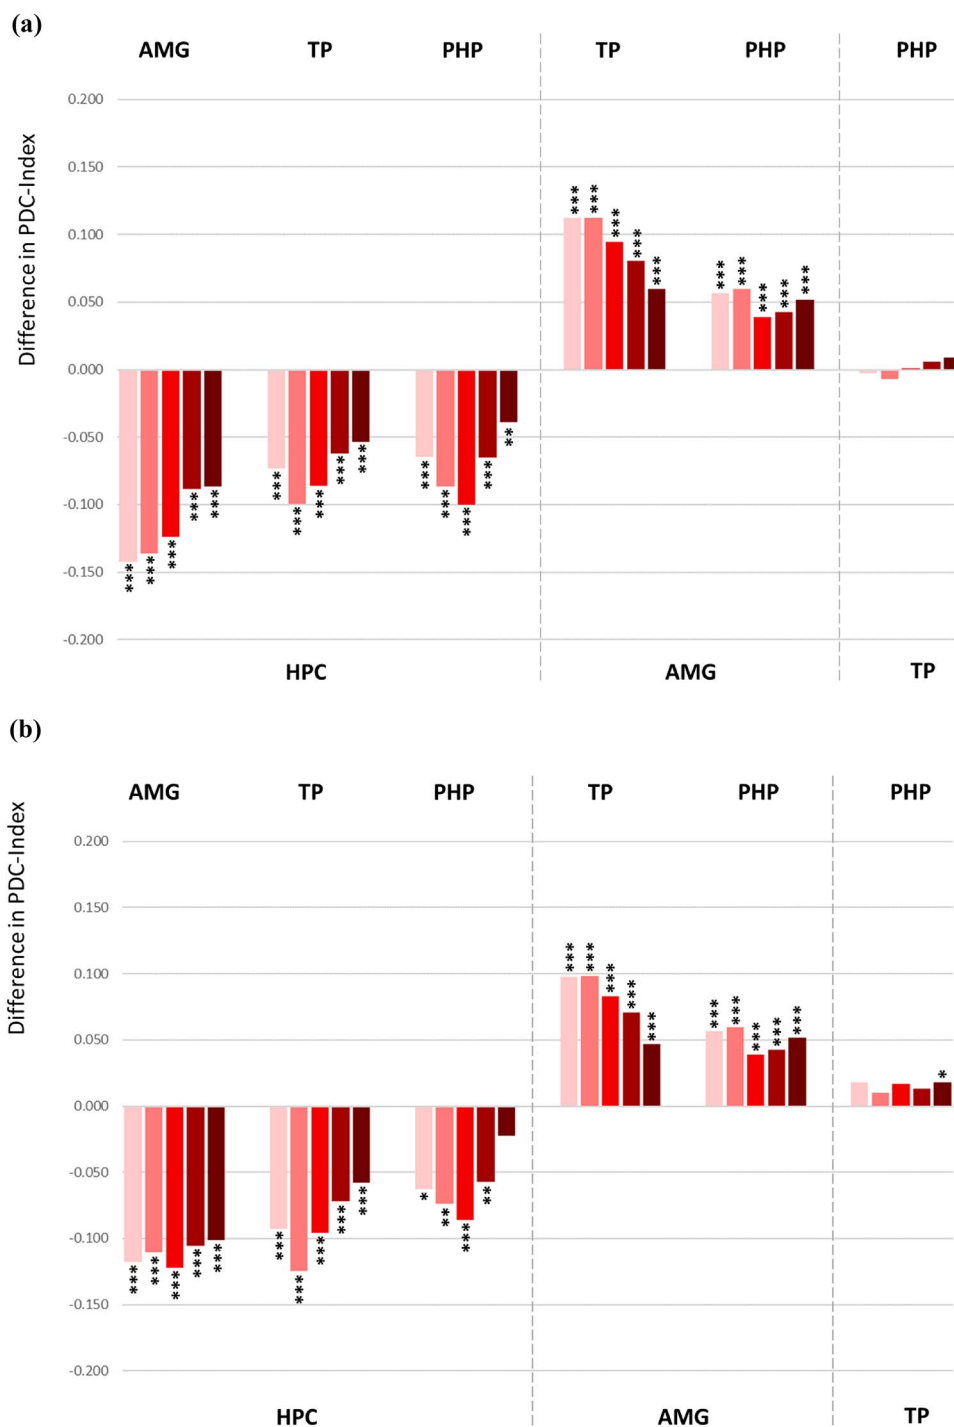 (a)
AMG TP PHP TP PHP PHP
0.200
0.150
0.100
0.050
0.000
-0.050
-0.100
-0.150
-0.200
Difference in PDC-Index
*** *** *** *** ***
*** *** *** *** ***
*** *** *** *** **
*** *** *** *** ***
*** *** *** *** ***
HPC AMG TP
(b)
AMG TP PHP TP PHP PHP
0.200
0.150
0.100
0.050
0.000
-0.050
-0.100
-0.150
-0.200
Difference in PDC-Index
*** *** *** *** ***
*** *** *** *** ***
* ** *** **
*** *** *** *** ***
*** *** *** *** ***
*
HPC AMG TP